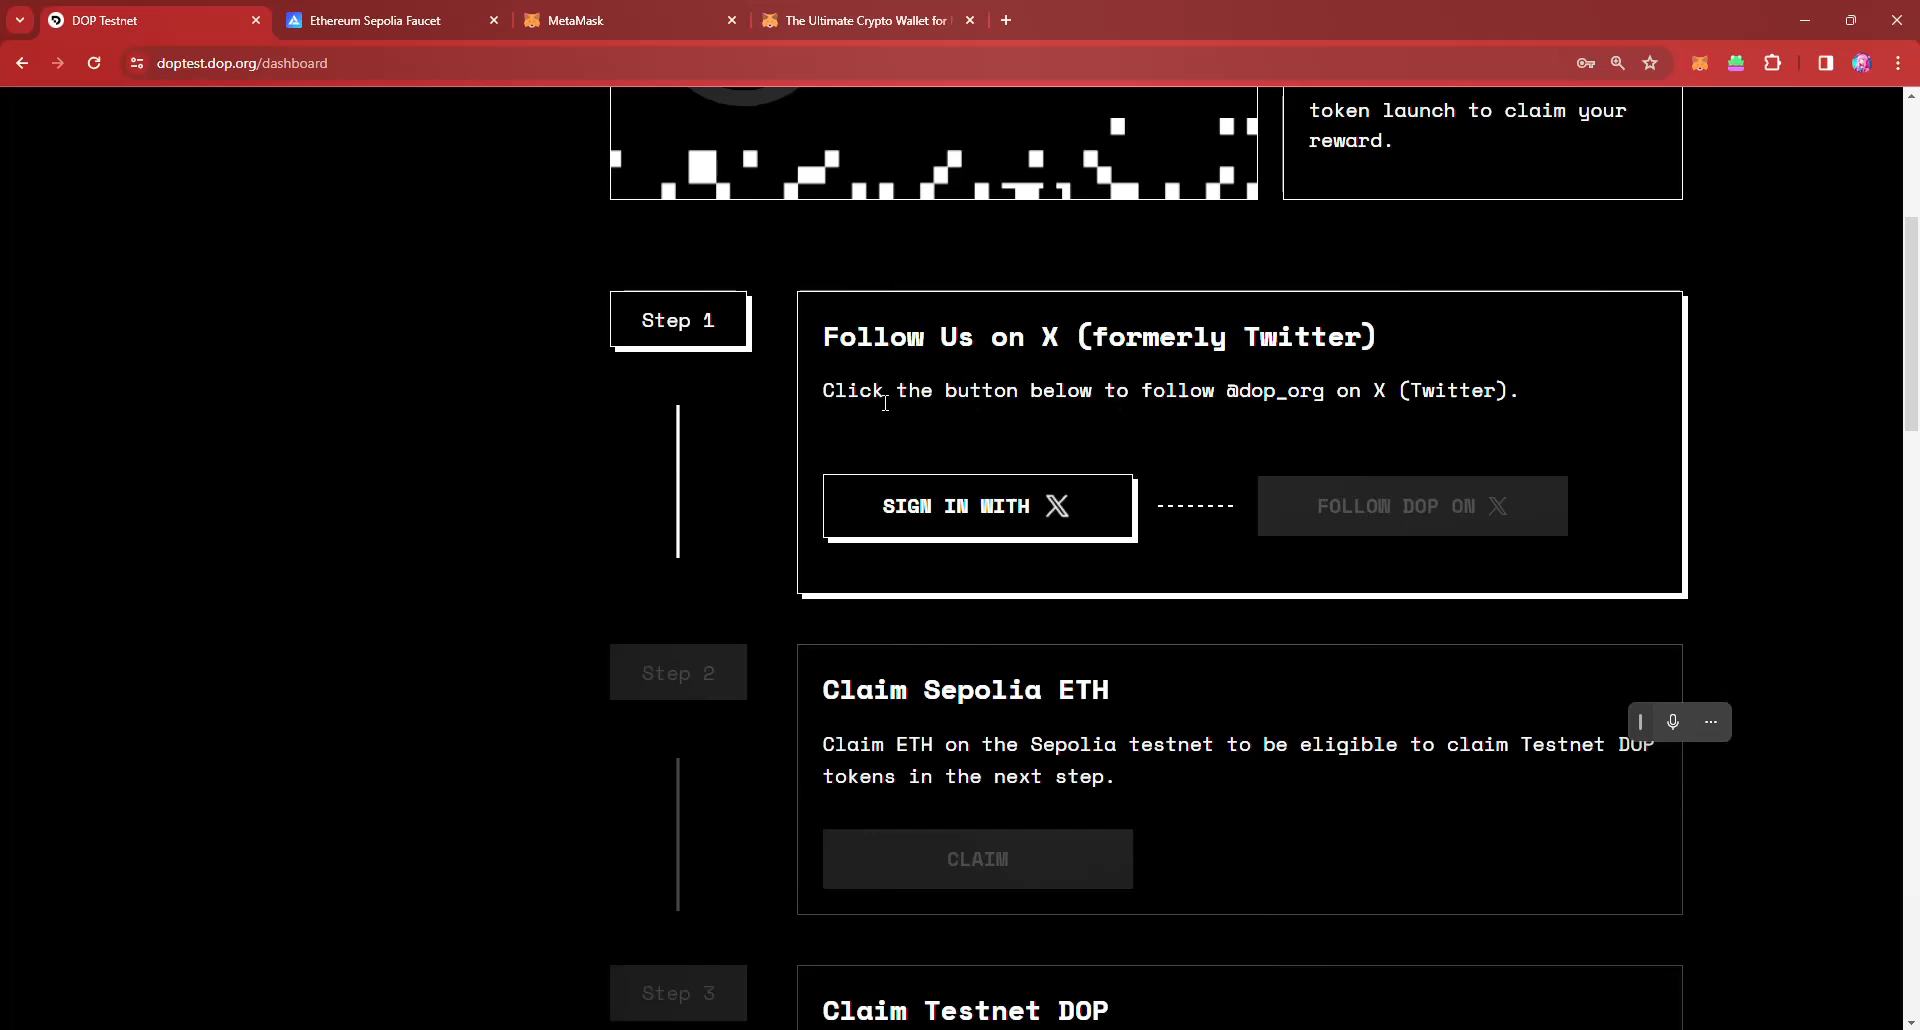 DOP Testnet
Ethereum Sepolia Faucet
MetaMask
The Ultimate Crypto Wallet for
doptest.dop.org/dashboard
token launch to claim your
reward.
Step 1
Follow Us on X (formerly Twitter)
Click the button below to follow @dop_org on X (Twitter).
SIGN IN WITH X
FOLLOW DOP ON X
Step 2
Claim Sepolia ETH
Claim ETH on the Sepolia testnet to be eligible to claim Testnet DOP
tokens in the next step.
CLAIM
Step 3
Claim Testnet DOP